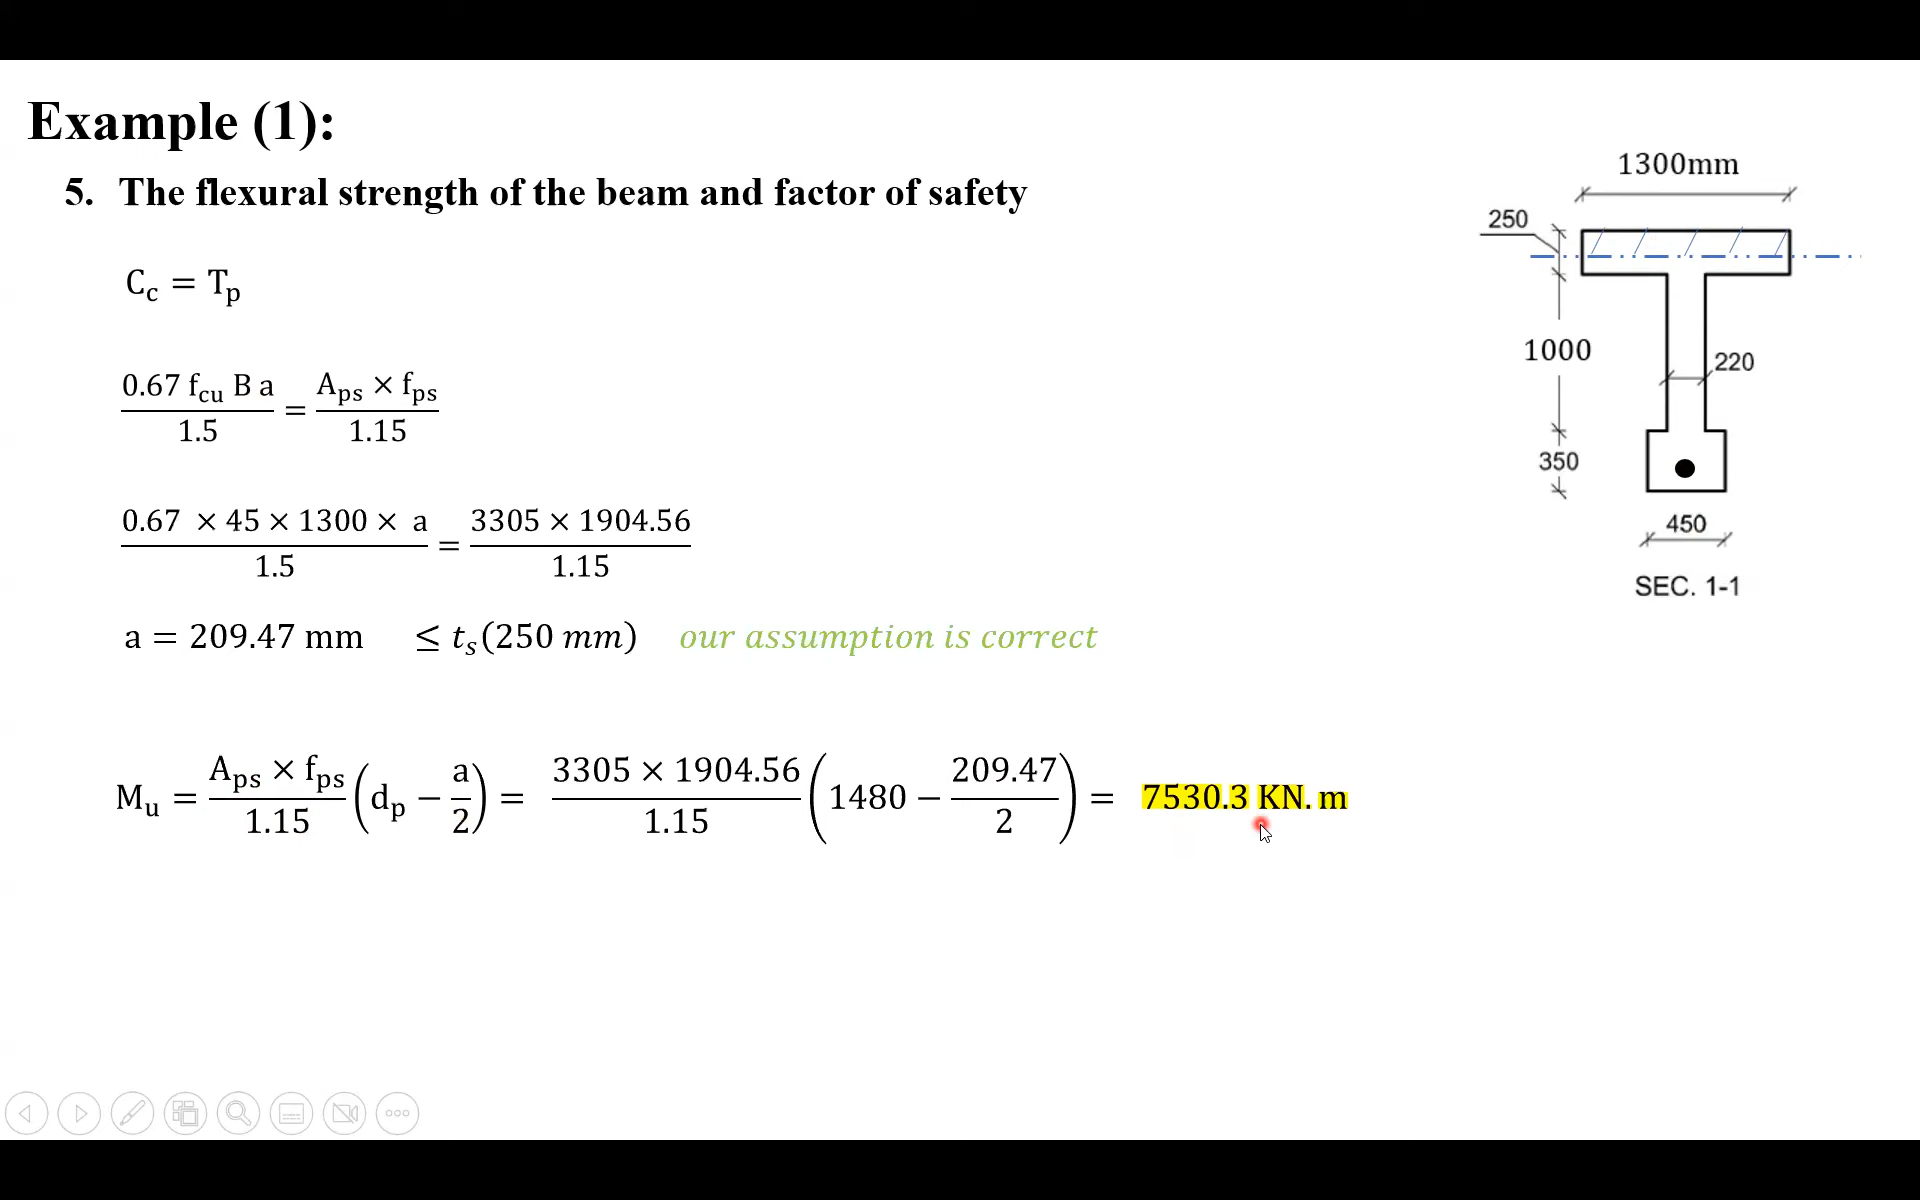 Example (1):
5. The flexural strength of the beam and factor of safety
C_c = T_p
0.67 f_cu B a / 1.5 = A_ps × f_ps / 1.15
0.67 × 45 × 1300 × a / 1.5 = 3305 × 1904.56 / 1.15
a = 209.47 mm ≤ t_s(250 mm) our assumption is correct
M_u = A_ps × f_ps / 1.15 (d_p − a/2) = 3305 × 1904.56 / 1.15 (1480 − 209.47 / 2) = 7530.3 KN. m
1300mm
250
1000
220
350
450
SEC. 1-1